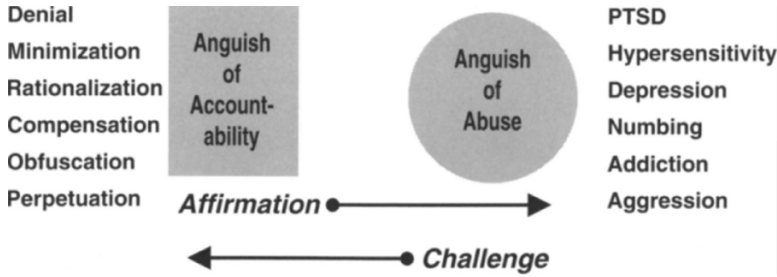 Denial
Minimization
Rationalization
Compensation
Obfuscation
Perpetuation
Anguish
of
Account-
ability
Anguish
of
Abuse
PTSD
Hypersensitivity
Depression
Numbing
Addiction
Aggression
Affirmation
Challenge